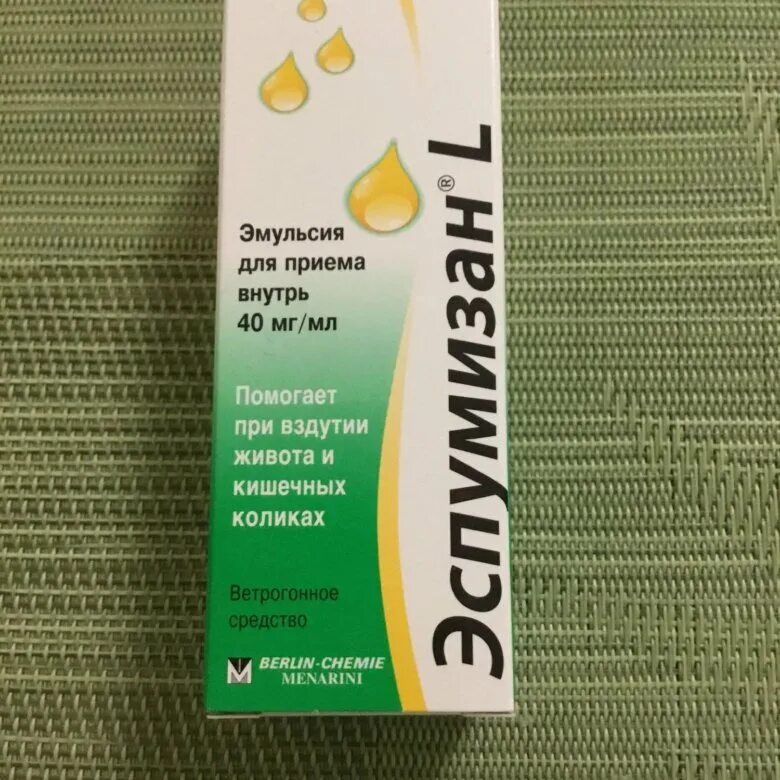 Эмульсия
для приема
внутрь
40 мг/мл
Помогает
при вздутии
живота и
кишечных
коликах
Ветрогонное
средство
BERLIN-CHEMIE
MENARINI
Эспумизан® L